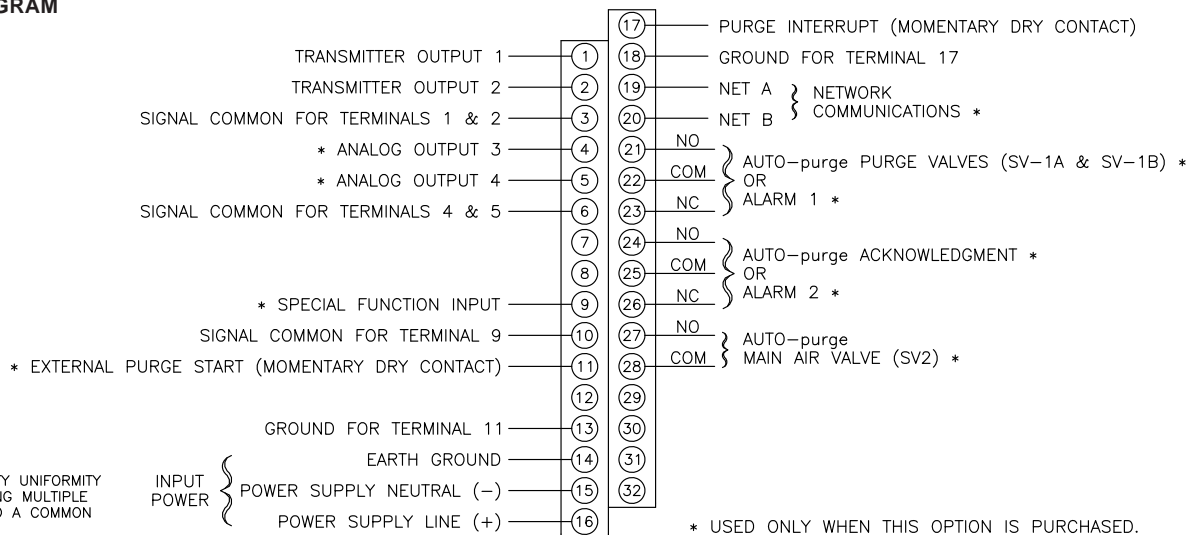 GRAM
TRANSMITTER OUTPUT 1
TRANSMITTER OUTPUT 2
SIGNAL COMMON FOR TERMINALS 1 & 2
* ANALOG OUTPUT 3
* ANALOG OUTPUT 4
SIGNAL COMMON FOR TERMINALS 4 & 5
* SPECIAL FUNCTION INPUT
SIGNAL COMMON FOR TERMINAL 9
* EXTERNAL PURGE START (MOMENTARY DRY CONTACT)
GROUND FOR TERMINAL 11
EARTH GROUND
INPUT
POWER
POWER SUPPLY NEUTRAL (-)
POWER SUPPLY LINE (+)
Y UNIFORMITY
NG MULTIPLE
O A COMMON
1
2
3
4
5
6
7
8
9
10
11
12
13
14
15
16
17
18
19
20
21
22
23
24
25
26
27
28
29
30
31
32
PURGE INTERRUPT (MOMENTARY DRY CONTACT)
GROUND FOR TERMINAL 17
NET A
NET B
NETWORK
COMMUNICATIONS *
NO
COM
NC
AUTO-purge PURGE VALVES (SV-1A & SV-1B) *
OR
ALARM 1 *
NO
COM
NC
AUTO-purge ACKNOWLEDGMENT *
OR
ALARM 2 *
NO
COM
AUTO-purge
MAIN AIR VALVE (SV2) *
* USED ONLY WHEN THIS OPTION IS PURCHASED.